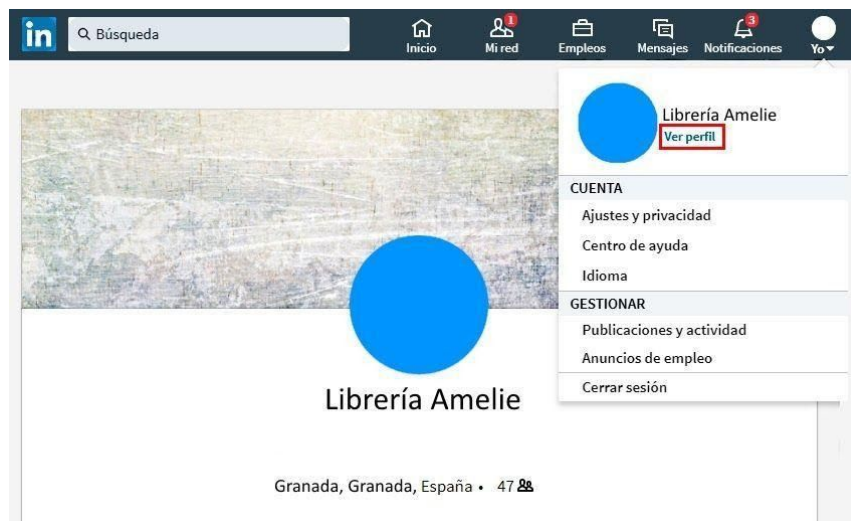 in
Búsqueda
Inicio
1
Mi red
Empleos
Mensajes
3
Notificaciones
Yo
Librería Amelie
Ver perfil
CUENTA
Ajustes y privacidad
Centro de ayuda
Idioma
GESTIONAR
Publicaciones y actividad
Anuncios de empleo
Cerrar sesión
Librería Amelie
Granada, Granada, España • 47